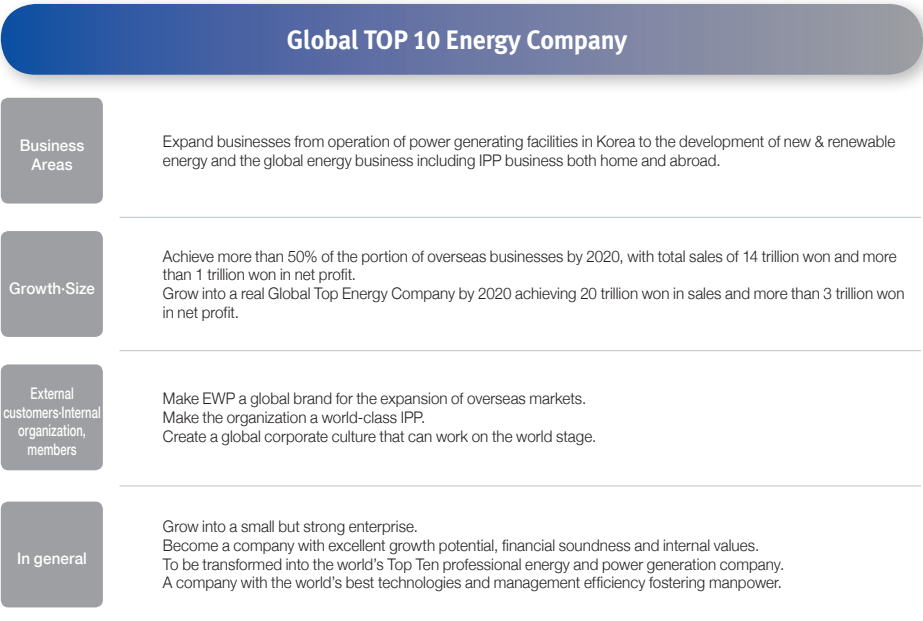 Global TOP 10 Energy Company
Business
Areas
Expand businesses from operation of power generating facilities in Korea to the development of new & renewable
energy and the global energy business including IPP business both home and abroad.
Growth·Size
Achieve more than 50% of the portion of overseas businesses by 2020, with total sales of 14 trillion won and more
than 1 trillion won in net profit.
Grow into a real Global Top Energy Company by 2020 achieving 20 trillion won in sales and more than 3 trillion won
in net profit.
External
customers·Internal
organization,
members
Make EWP a global brand for the expansion of overseas markets.
Make the organization a world-class IPP.
Create a global corporate culture that can work on the world stage.
In general
Grow into a small but strong enterprise.
Become a company with excellent growth potential, financial soundness and internal values.
To be transformed into the world's Top Ten professional energy and power generation company.
A company with the world's best technologies and management efficiency fostering manpower.